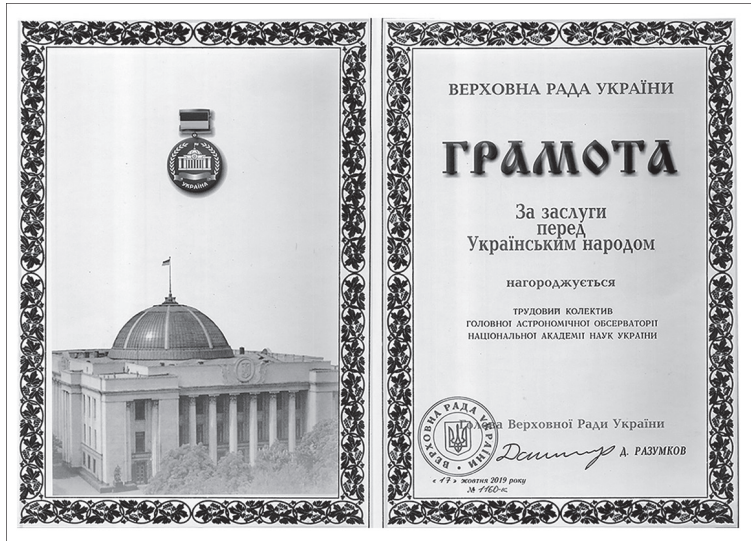 УКРАЇНА
ВЕРХОВНА РАДА УКРАЇНИ
ГРАМОТА
За заслуги
перед
Українським народом
нагороджується
ТРУДОВИЙ КОЛЕКТИВ
ГОЛОВНОЇ АСТРОНОМІЧНОЇ ОБСЕРВАТОРІЇ
НАЦІОНАЛЬНОЇ АКАДЕМІЇ НАУК УКРАЇНИ
ВЕРХОВНА РАДА УКРАЇНИ
Голова Верховної Ради України
Д. РАЗУМКОВ
« 17 » жовтня 2019 року
№ 1160-к